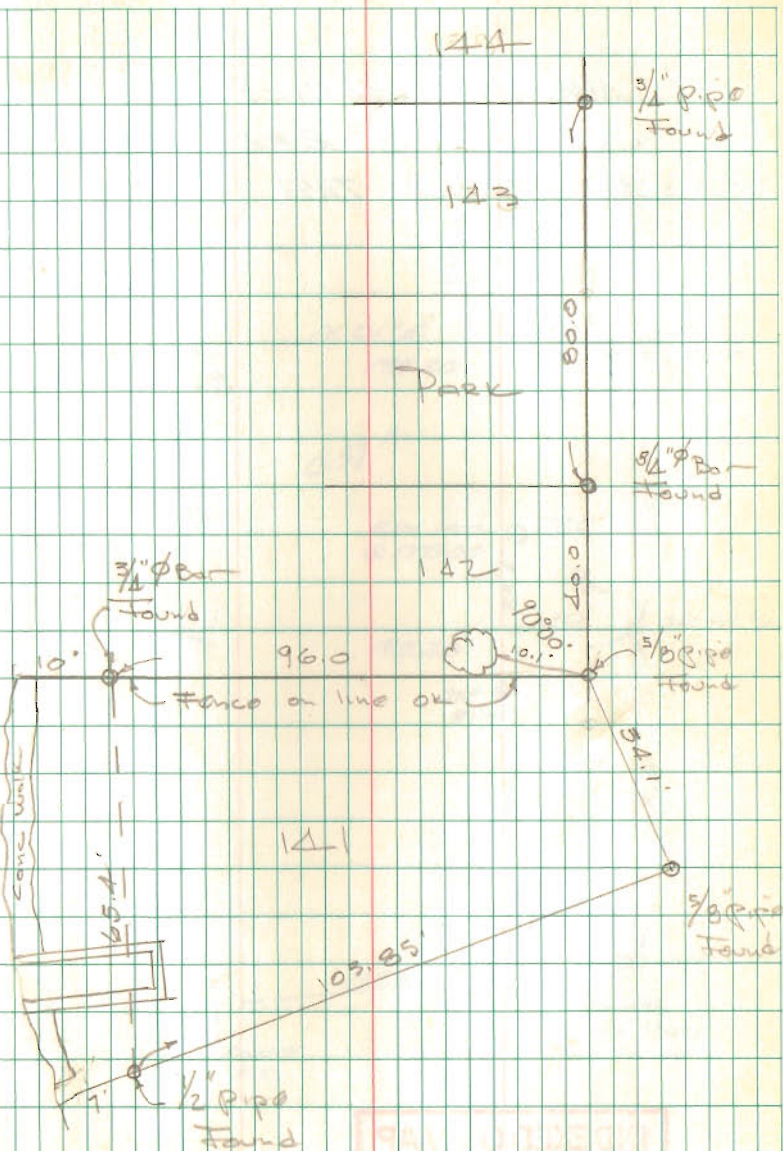 144
3/4" pipe
Found
143
80.0
PARK
3/4" φ Bar
Found
142
40.0
3/4" φ Bar
Found
90°00'
10.1'
5/8" pipe
Found
10'
96.0
Fence on line OK
54.1'
Conc Walk
141
65.4'
5/8" pipe
Found
103.85'
7'
1/2" pipe
Found